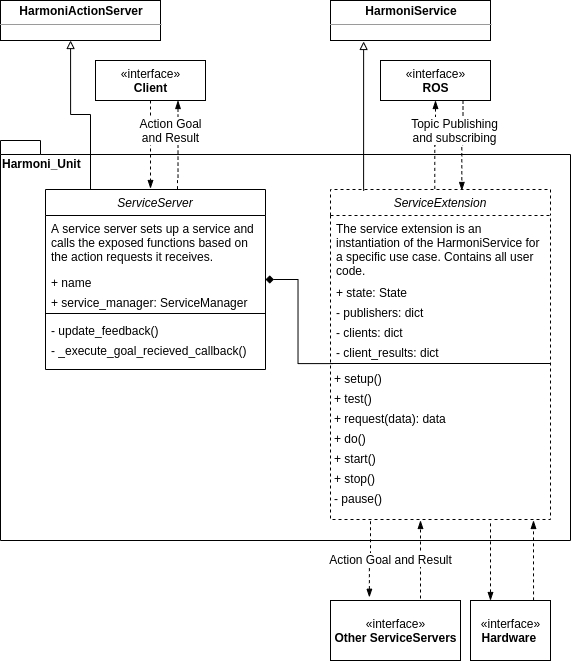 HarmoniActionServer
HarmoniService
«interface»
Client
«interface»
ROS
Action Goal
and Result
Topic Publishing
and subscribing
Harmoni_Unit
ServiceServer
A service server sets up a service and
calls the exposed functions based on
the action requests it receives.
+ name
+ service_manager: ServiceManager
- update_feedback()
- _execute_goal_recieved_callback()
ServiceExtension
The service extension is an
instantiation of the HarmoniService for
a specific use case. Contains all user
code.
+ state: State
- publishers: dict
- clients: dict
- client_results: dict
+ setup()
+ test()
+ request(data): data
+ do()
+ start()
+ stop()
- pause()
Action Goal and Result
«interface»
Other ServiceServers
«interface»
Hardware